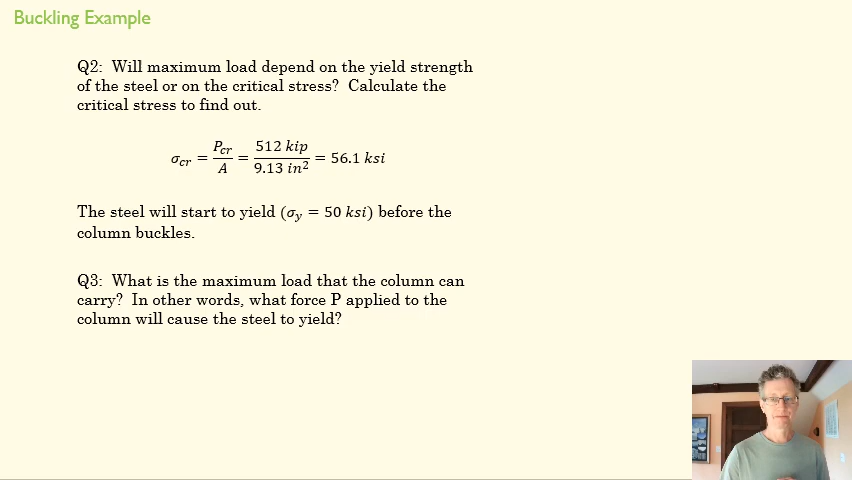 Buckling Example
Q2: Will maximum load depend on the yield strength
of the steel or on the critical stress? Calculate the
critical stress to find out.
σcr = Pcr/A = 512 kip/9.13 in² = 56.1 ksi
The steel will start to yield (σy = 50 ksi) before the
column buckles.
Q3: What is the maximum load that the column can
carry? In other words, what force P applied to the
column will cause the steel to yield?